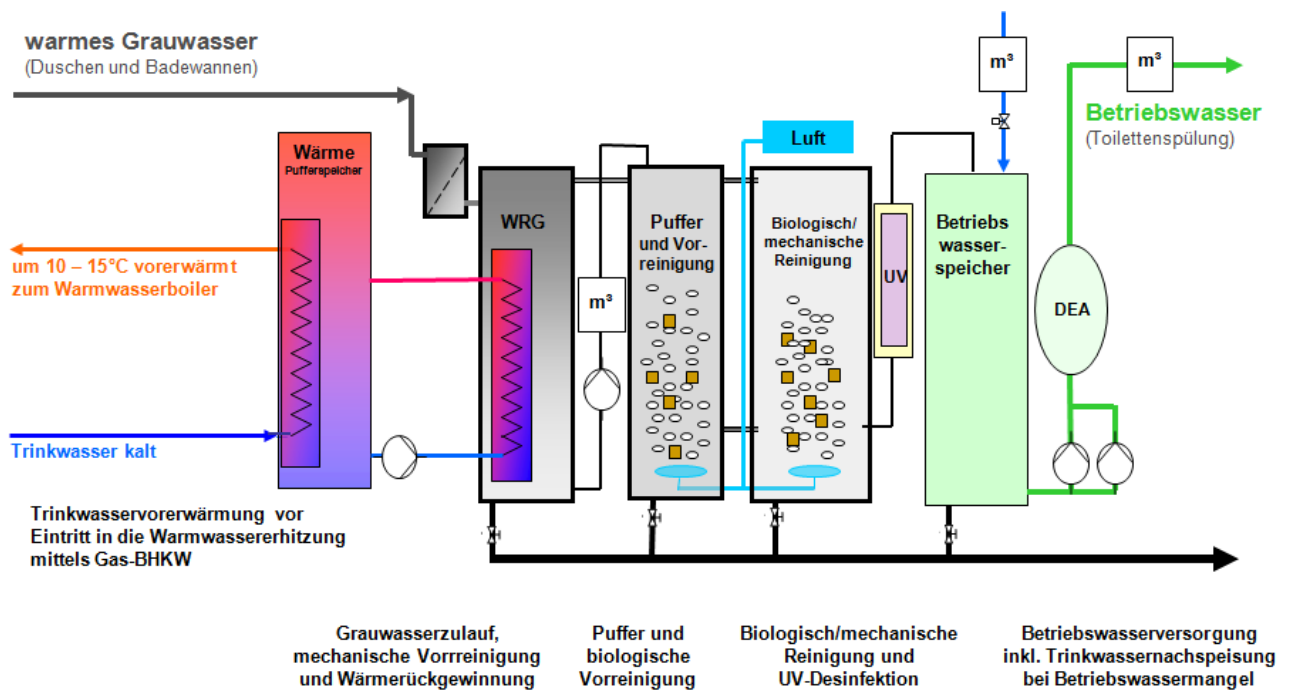 warmes Grauwasser
(Duschen und Badewannen)
m³
m³
Betriebswasser
(Toilettenspülung)
Luft
Wärme
Pufferspeicher
WRG
Puffer
und Vor-
reinigung
Biologisch/
mechanische
Reinigung
UV
Betriebs
wasser-
speicher
DEA
um 10 – 15°C vorerwärmt
zum Warmwasserboiler
m³
Trinkwasser kalt
Trinkwasservorerwärmung vor
Eintritt in die Warmwassererhitzung
mittels Gas-BHKW
Grauwasserzulauf,
mechanische Vorrreinigung
und Wärmerückgewinnung
Puffer und
biologische
Vorreinigung
Biologisch/mechanische
Reinigung und
UV-Desinfektion
Betriebswasserversorgung
inkl. Trinkwassernachspeisung
bei Betriebswassermangel